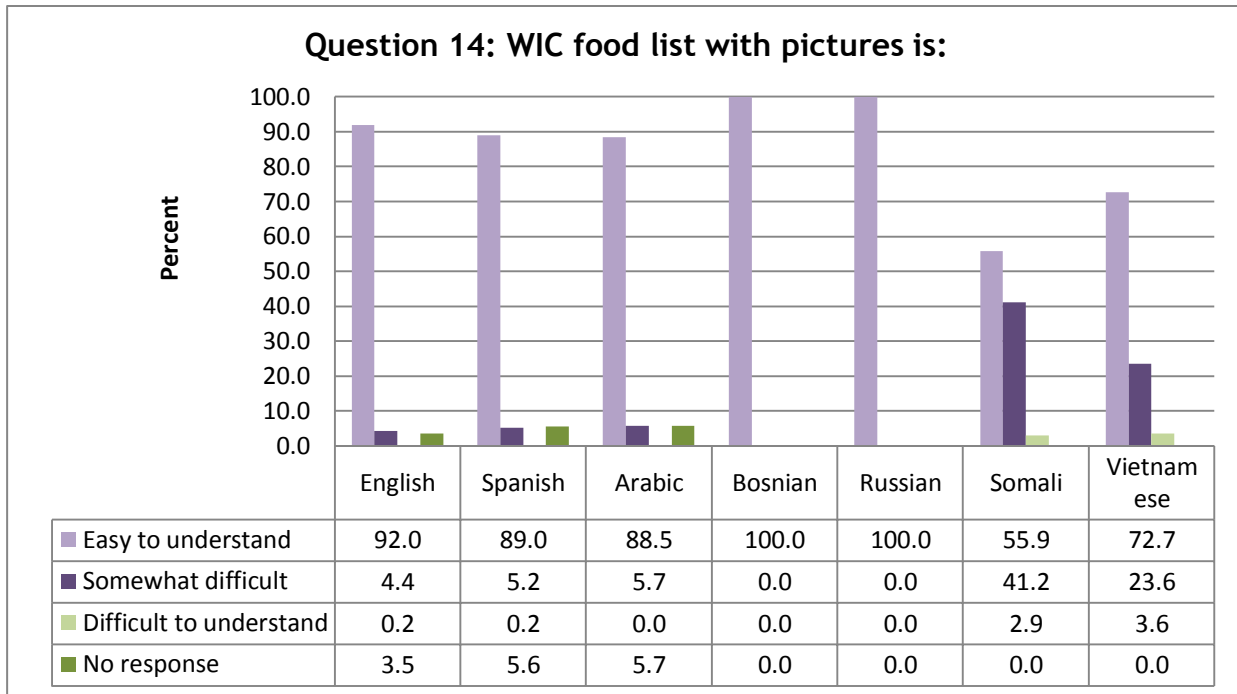 Question 14: WIC food list with pictures is:
100.0
90.0
80.0
70.0
60.0
50.0
40.0
30.0
20.0
10.0
0.0
Percent
English Spanish Arabic Bosnian Russian Somali Vietnam
ese
Easy to understand 92.0 89.0 88.5 100.0 100.0 55.9 72.7
Somewhat difficult 4.4 5.2 5.7 0.0 0.0 41.2 23.6
Difficult to understand 0.2 0.2 0.0 0.0 0.0 2.9 3.6
No response 3.5 5.6 5.7 0.0 0.0 0.0 0.0